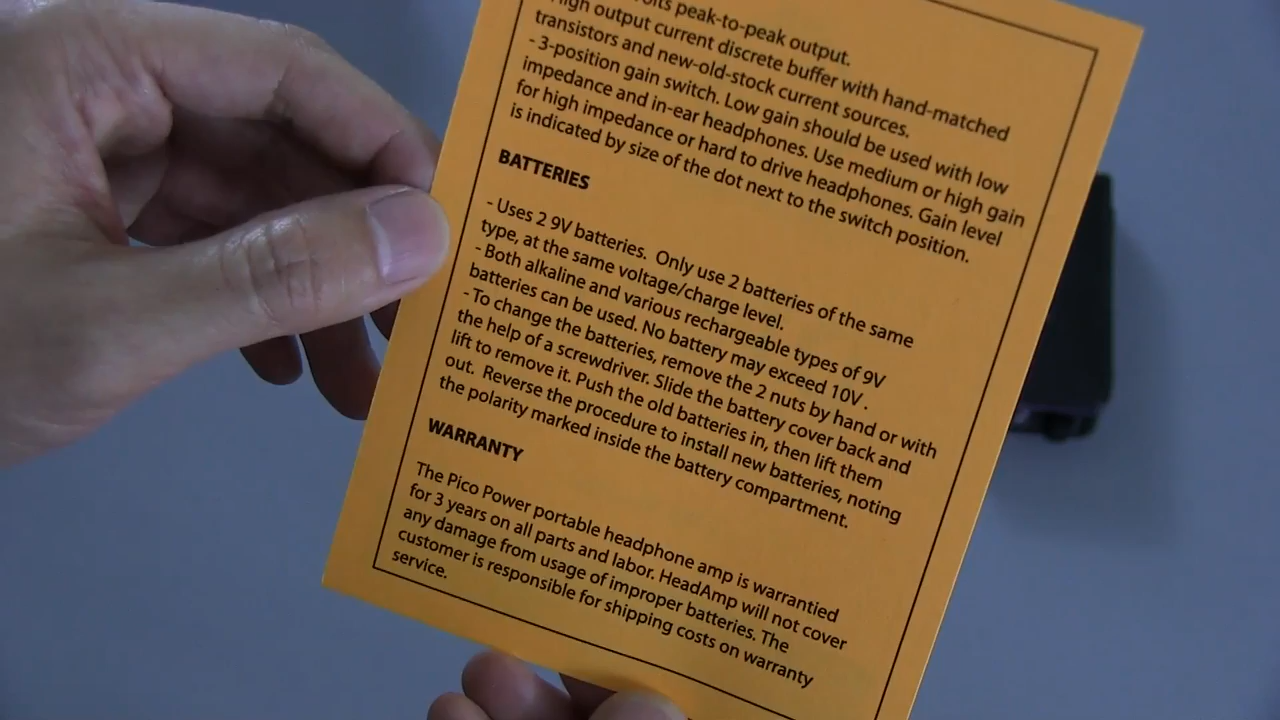 peak-to-peak output.
High output current discrete buffer with hand-matched
transistors and new-old-stock current sources.
- 3-position gain switch. Low gain should be used with low
impedance and in-ear headphones. Use medium or high gain
for high impedance or hard to drive headphones. Gain level
is indicated by size of the dot next to the switch position.
BATTERIES
- Uses 2 9V batteries. Only use 2 batteries of the same
type, at the same voltage/charge level.
- Both alkaline and various rechargeable types of 9V
batteries can be used. No battery may exceed 10V.
- To change the batteries, remove the 2 nuts by hand or with
the help of a screwdriver. Slide the battery cover back and
lift to remove it. Push the old batteries in, then lift them
out. Reverse the procedure to install new batteries, noting
the polarity marked inside the battery compartment.
WARRANTY
The Pico Power portable headphone amp is warrantied
for 3 years on all parts and labor. HeadAmp will not cover
any damage from usage of improper batteries. The
customer is responsible for shipping costs on warranty
service.